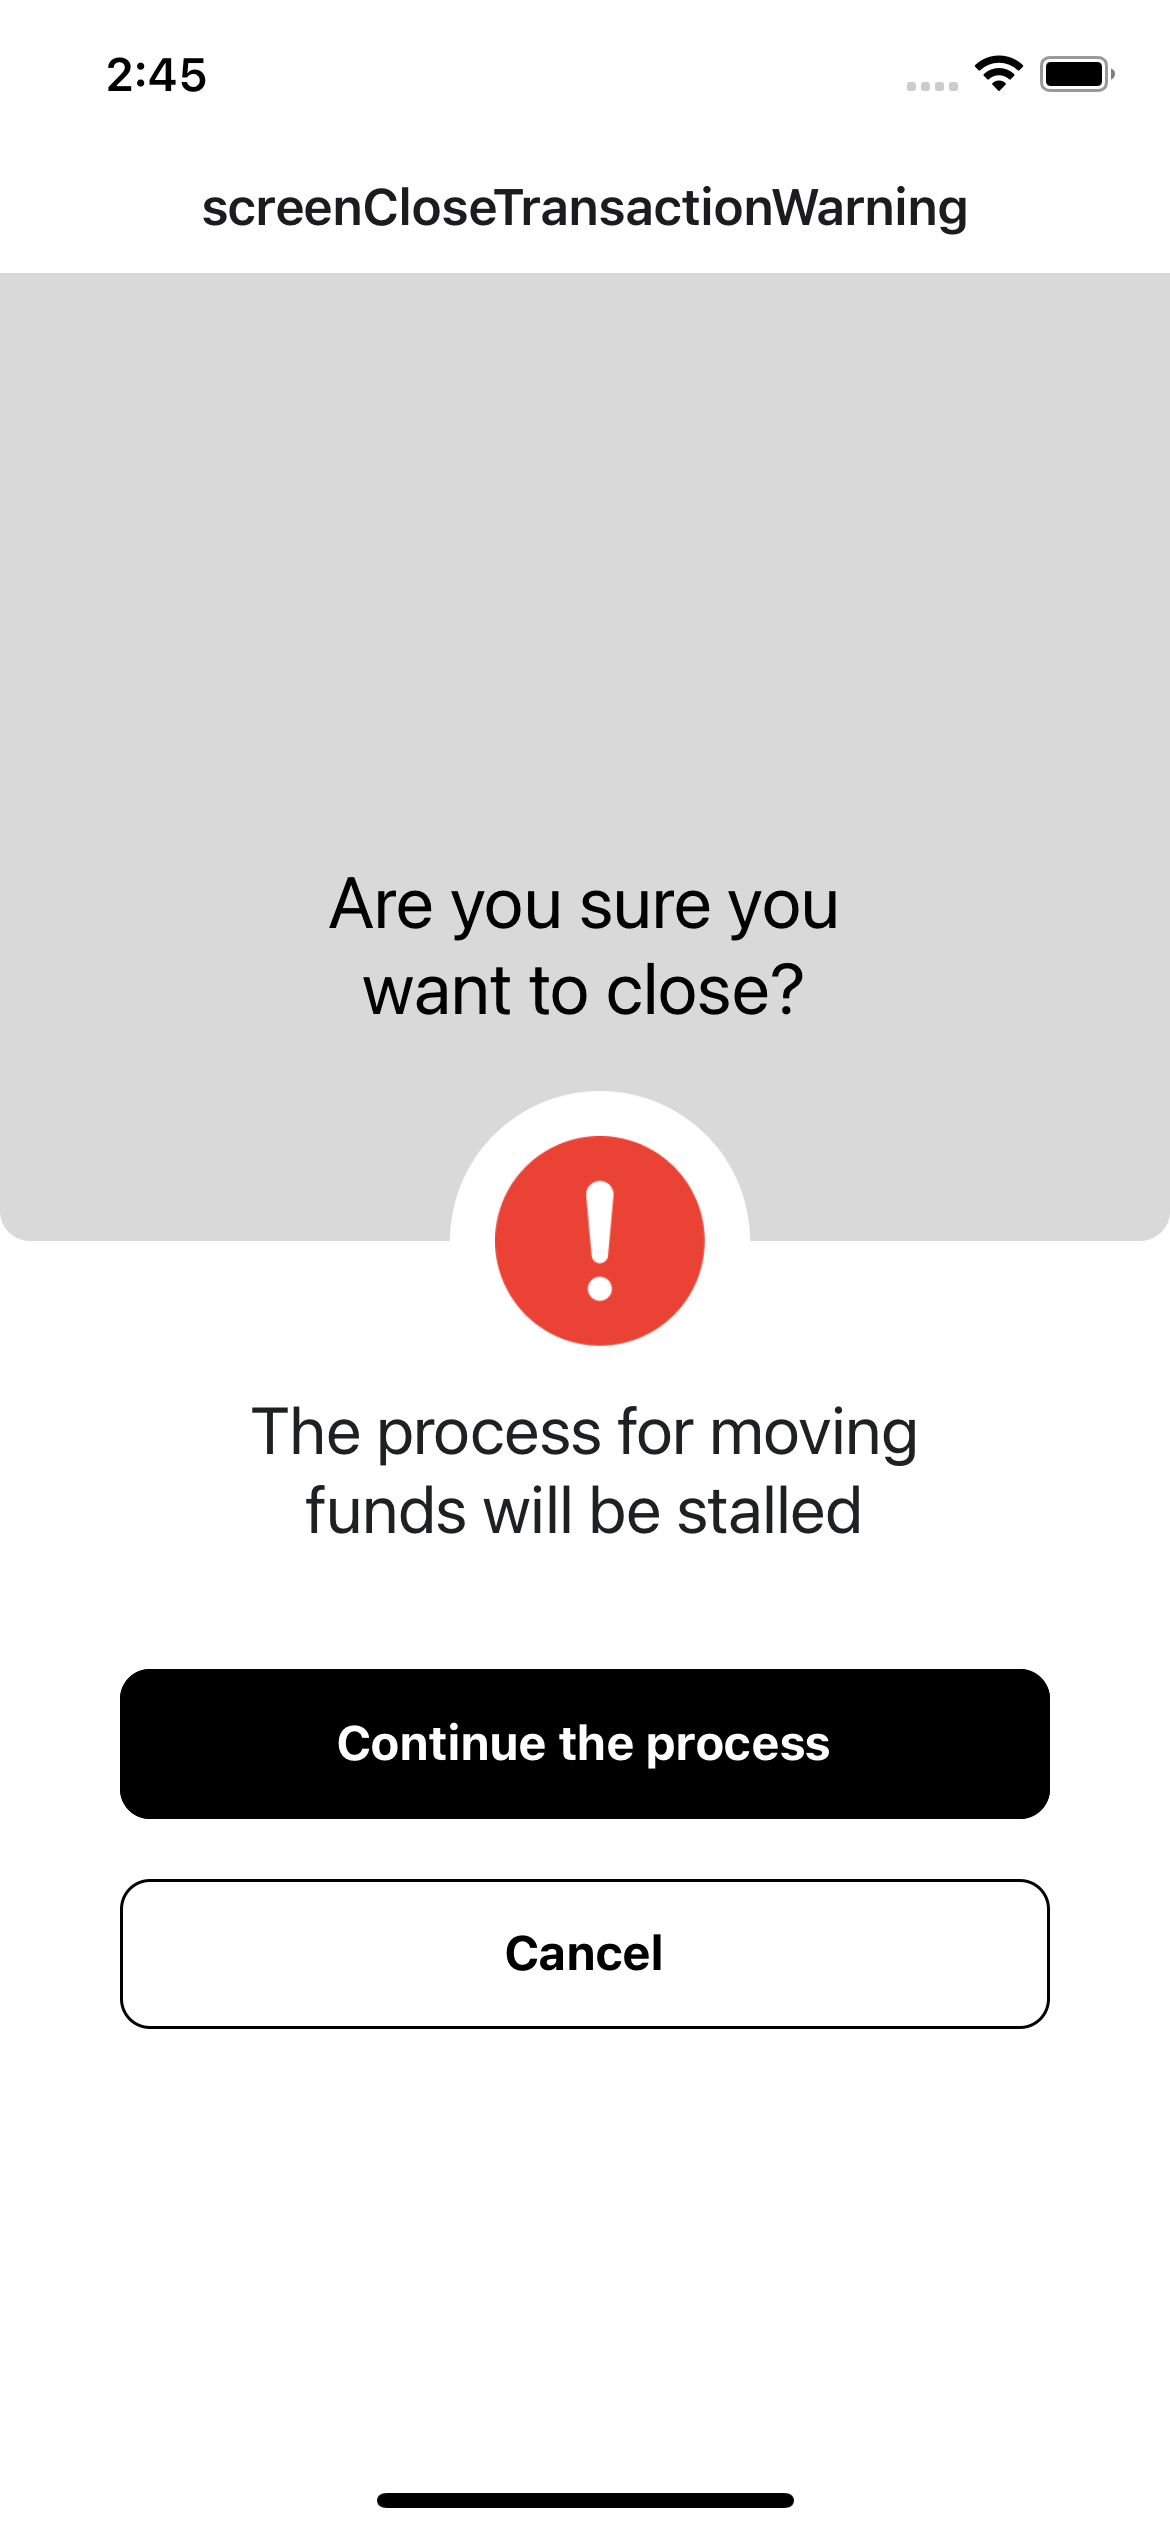 2:45
screenCloseTransactionWarning
Are you sure you
want to close?
The process for moving
funds will be stalled
Continue the process
Cancel